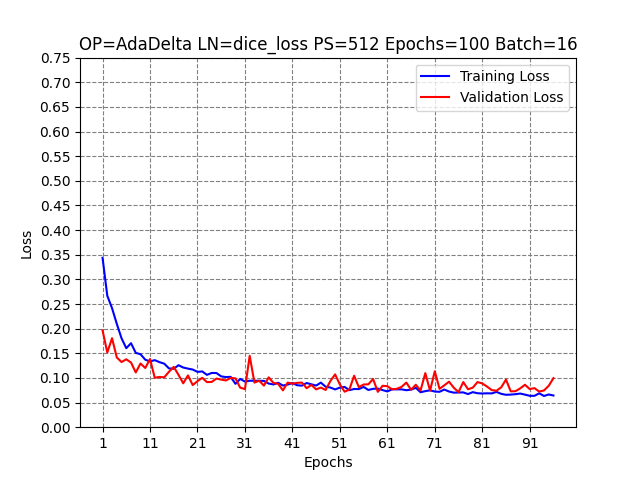 OP=AdaDelta LN=dice_loss PS=512 Epochs=100 Batch=16
0.75
0.70
0.65
0.60
0.55
0.50
0.45
0.40
0.35
0.30
0.25
0.20
0.15
0.10
0.05
0.00
Loss
Training Loss
Validation Loss
1 11 21 31 41 51 61 71 81 91
Epochs